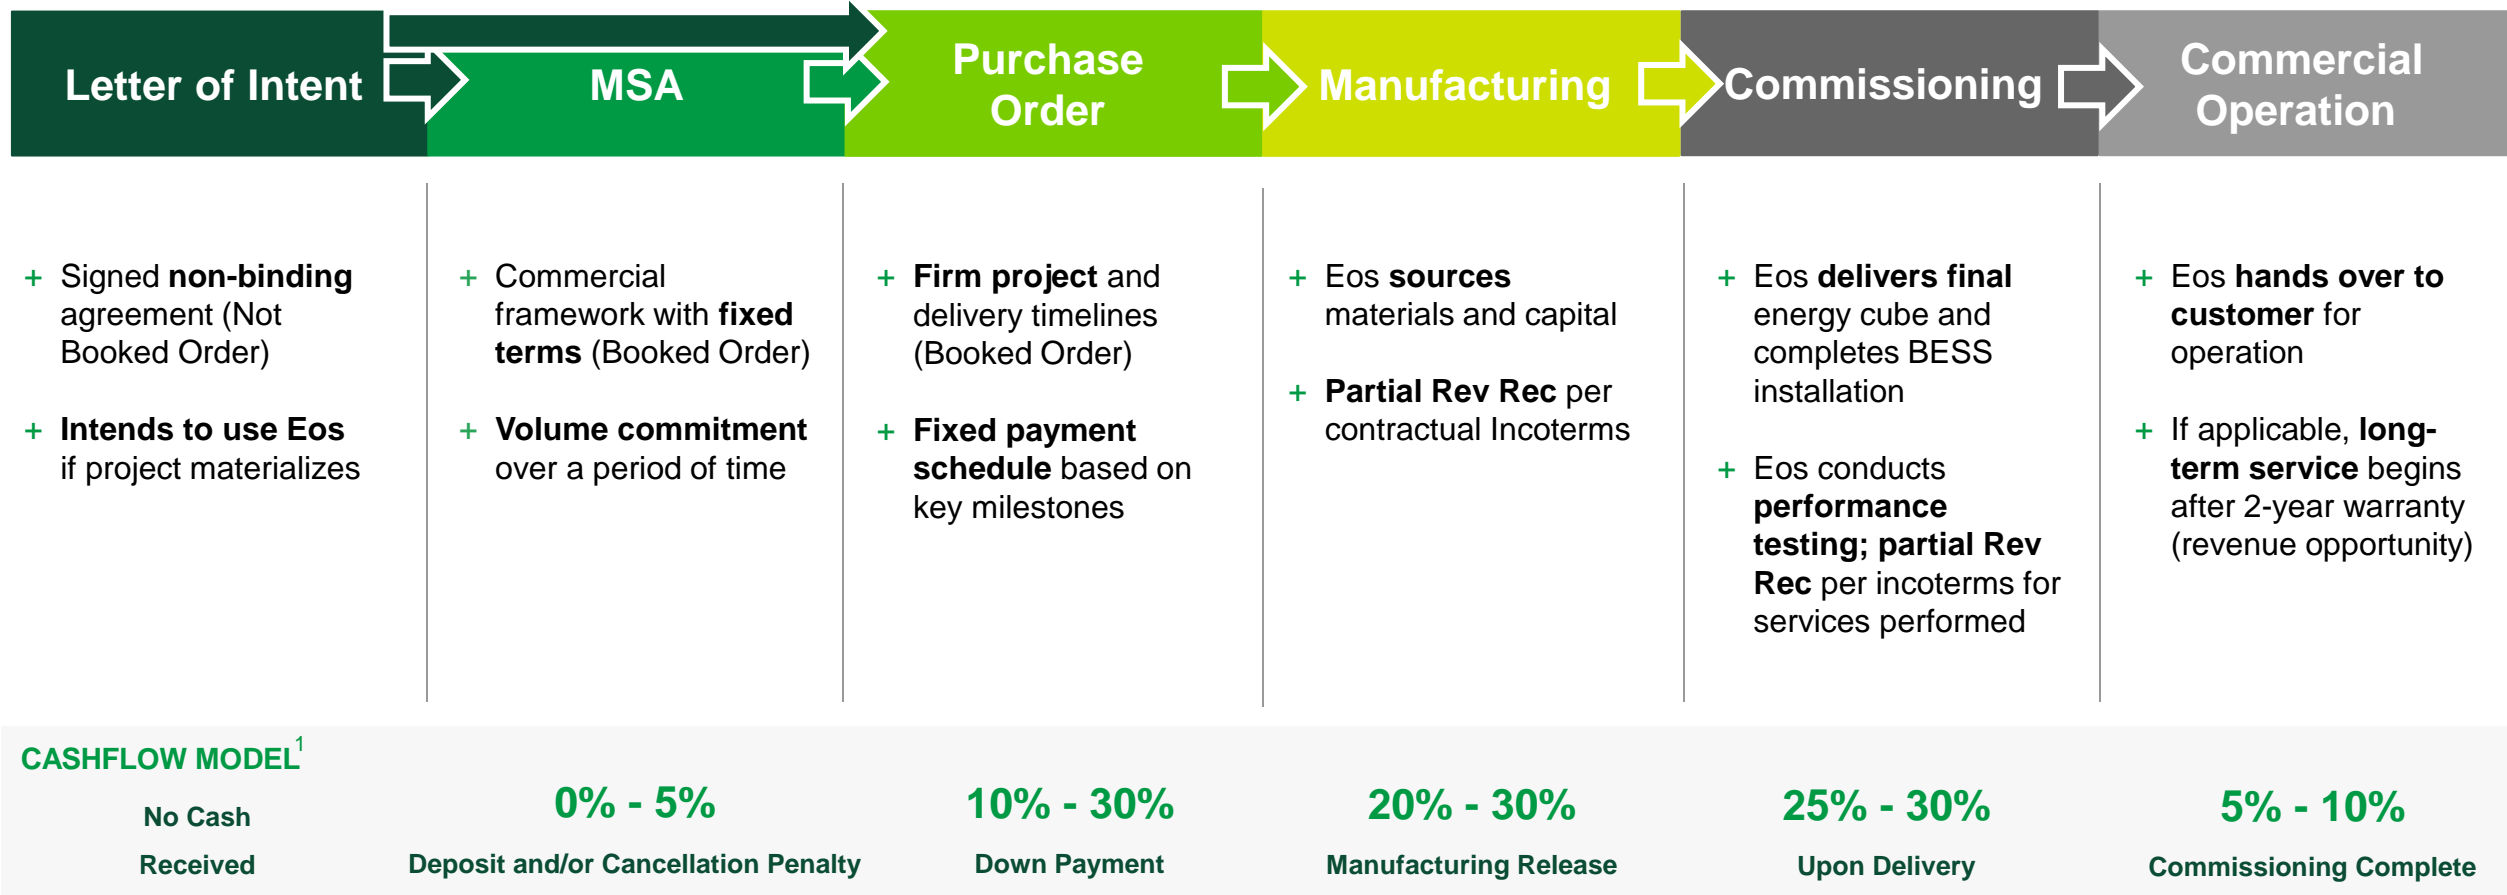 Letter of Intent
MSA
Purchase
Order
Manufacturing
Commissioning
Commercial
Operation
+ Signed non-binding
agreement (Not
Booked Order)
+ Intends to use Eos
if project materializes
+ Commercial
framework with fixed
terms (Booked Order)
+ Volume commitment
over a period of time
+ Firm project and
delivery timelines
(Booked Order)
+ Fixed payment
schedule based on
key milestones
+ Eos sources
materials and capital
+ Partial Rev Rec per
contractual Incoterms
+ Eos delivers final
energy cube and
completes BESS
installation
+ Eos conducts
performance
testing; partial Rev
Rec per incoterms for
services performed
+ Eos hands over to
customer for
operation
+ If applicable, long-
term service begins
after 2-year warranty
(revenue opportunity)
CASHFLOW MODEL1
No Cash
Received
0% - 5%
Deposit and/or Cancellation Penalty
10% - 30%
Down Payment
20% - 30%
Manufacturing Release
25% - 30%
Upon Delivery
5% - 10%
Commissioning Complete